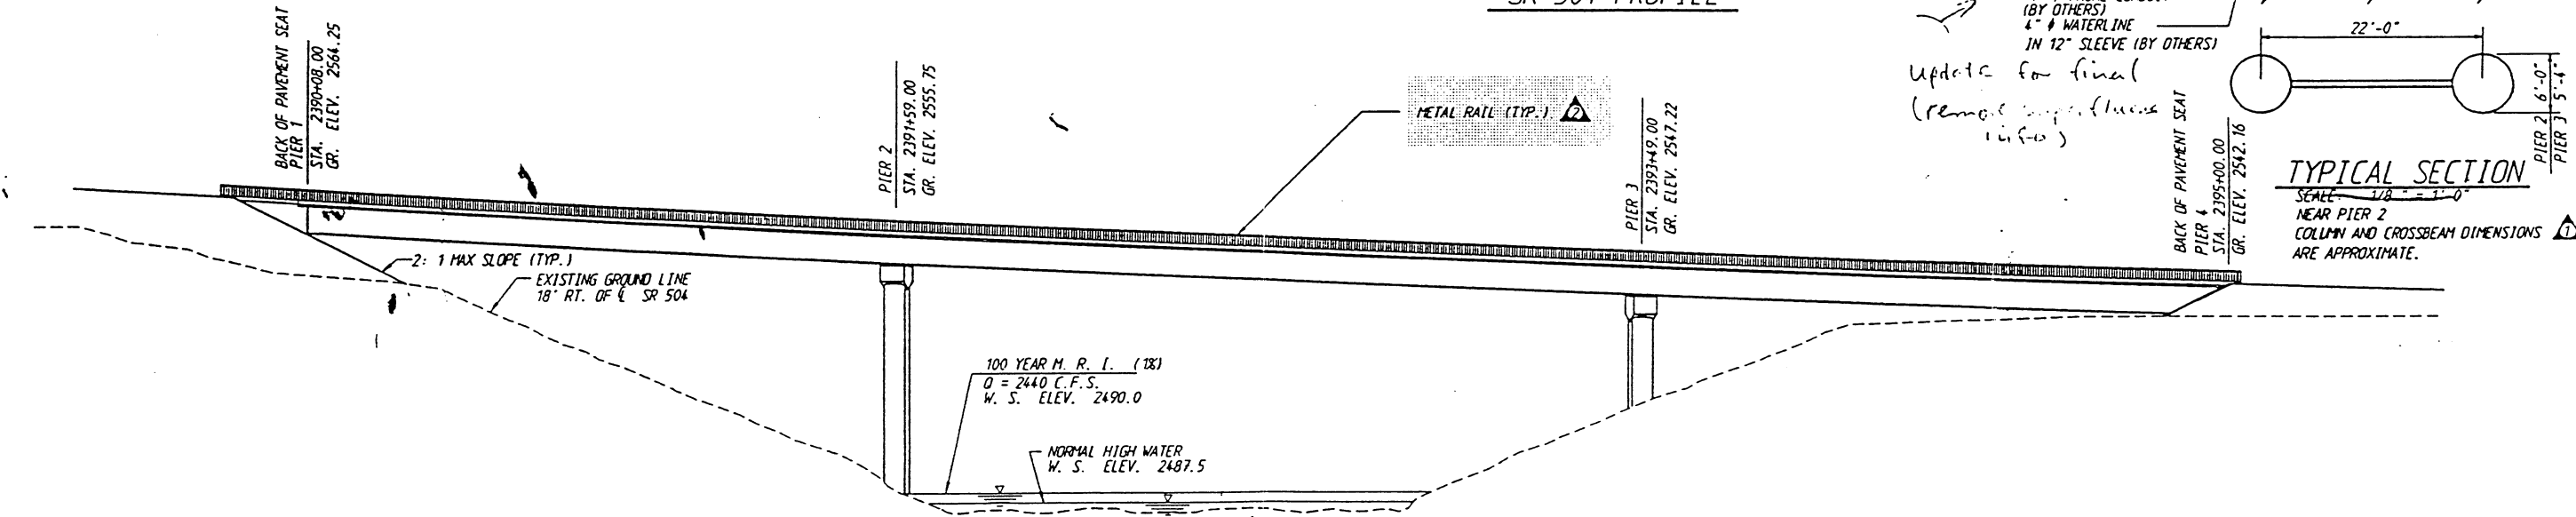 SR 504 PROFILE
(BY OTHERS)
4" ϕ WATERLINE
IN 12" SLEEVE (BY OTHERS)
Update for final
(remove superfluous
info)
22'-0"
PIER 2 6'-0"
PIER 3 5'-4"
TYPICAL SECTION
SCALE: 1/8" = 1'-0"
NEAR PIER 2
COLUMN AND CROSSBEAM DIMENSIONS 1
ARE APPROXIMATE.
BACK OF PAVEMENT SEAT
PIER 1
STA. 2390+08.00
GR. ELEV. 2564.25
PIER 2
STA. 2391+59.00
GR. ELEV. 2555.75
METAL RAIL (TYP.) 2
PIER 3
STA. 2393+49.00
GR. ELEV. 2547.22
BACK OF PAVEMENT SEAT
PIER 4
STA. 2395+00.00
GR. ELEV. 2542.16
2: 1 MAX SLOPE (TYP.)
EXISTING GROUND LINE
18' RT. OF ℄ SR 504
100 YEAR M. R. I. (1%)
Q = 2440 C.F.S.
W. S. ELEV. 2490.0
NORMAL HIGH WATER
W. S. ELEV. 2487.5